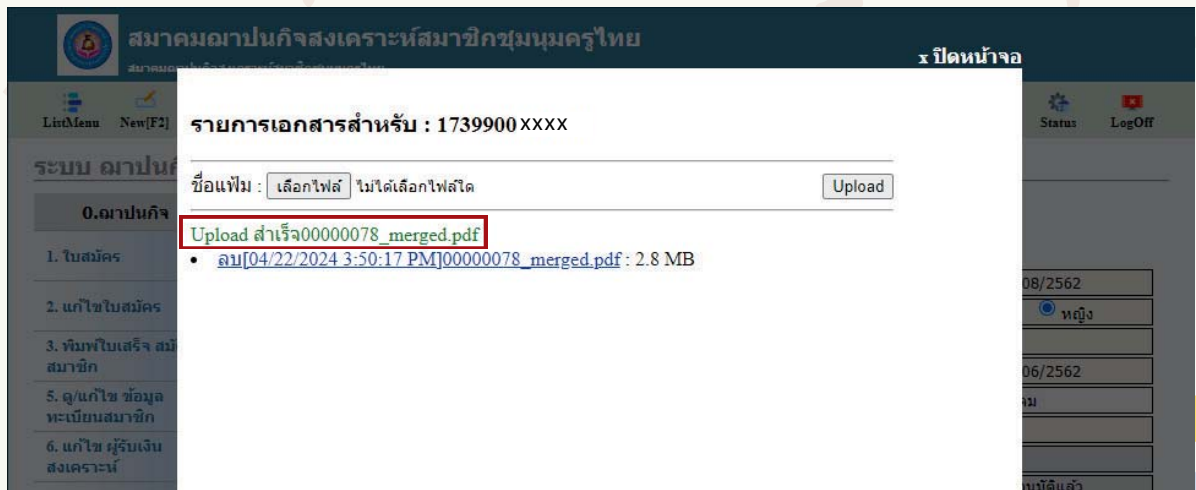 สมาคมฌาปนกิจสงเคราะห์สมาชิกชุมนุมครูไทย
x ปิดหน้าจอ
ListMenu New[F2] Status LogOff
รายการเอกสารสำหรับ : 1739900 XXXX
ระบบ
ชื่อแฟ้ม : เลือกไฟล์ ไม่ได้เลือกไฟล์ใด Upload
0.ฌาปนกิจ
Upload สำเร็จ00000078_merged.pdf
1. ใบสมัคร
• ลบ[04/22/2024 3:50:17 PM]00000078_merged.pdf : 2.8 MB
08/2562
2. แก้ไขใบสมัคร
หญิง
3. พิมพ์ใบเสร็จ
สมาชิก
06/2562
5. ดู/แก้ไข ข้อมูล
ทะเบียนสมาชิก
6. แก้ไข ผู้รับเงิน
สงเคราะห์